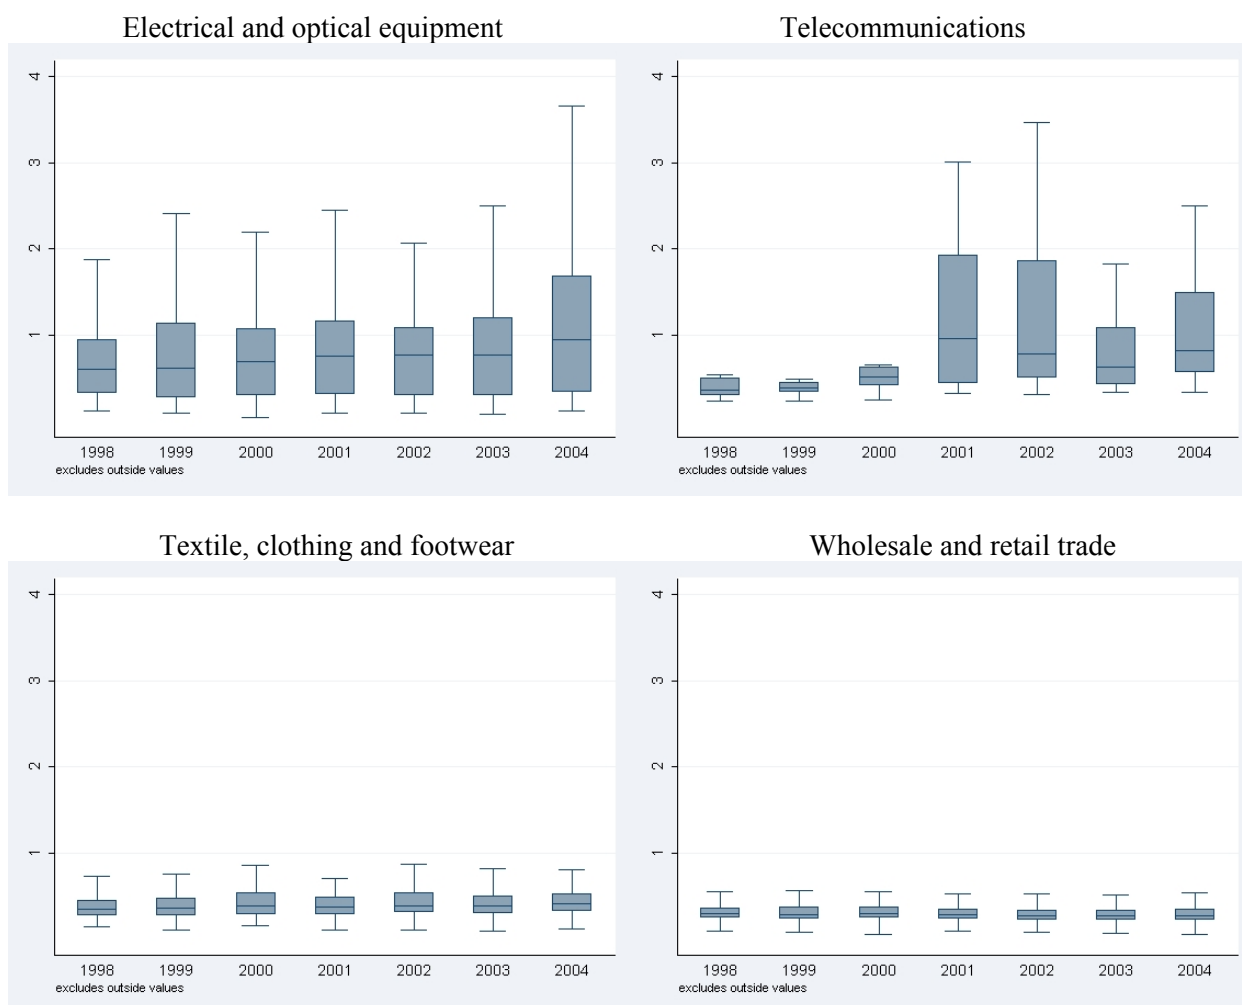 Electrical and optical equipment
Telecommunications
4
3
2
1
1998 1999 2000 2001 2002 2003 2004
excludes outside values
4
3
2
1
1998 1999 2000 2001 2002 2003 2004
excludes outside values
Textile, clothing and footwear
Wholesale and retail trade
4
3
2
1
1998 1999 2000 2001 2002 2003 2004
excludes outside values
4
3
2
1
1998 1999 2000 2001 2002 2003 2004
excludes outside values